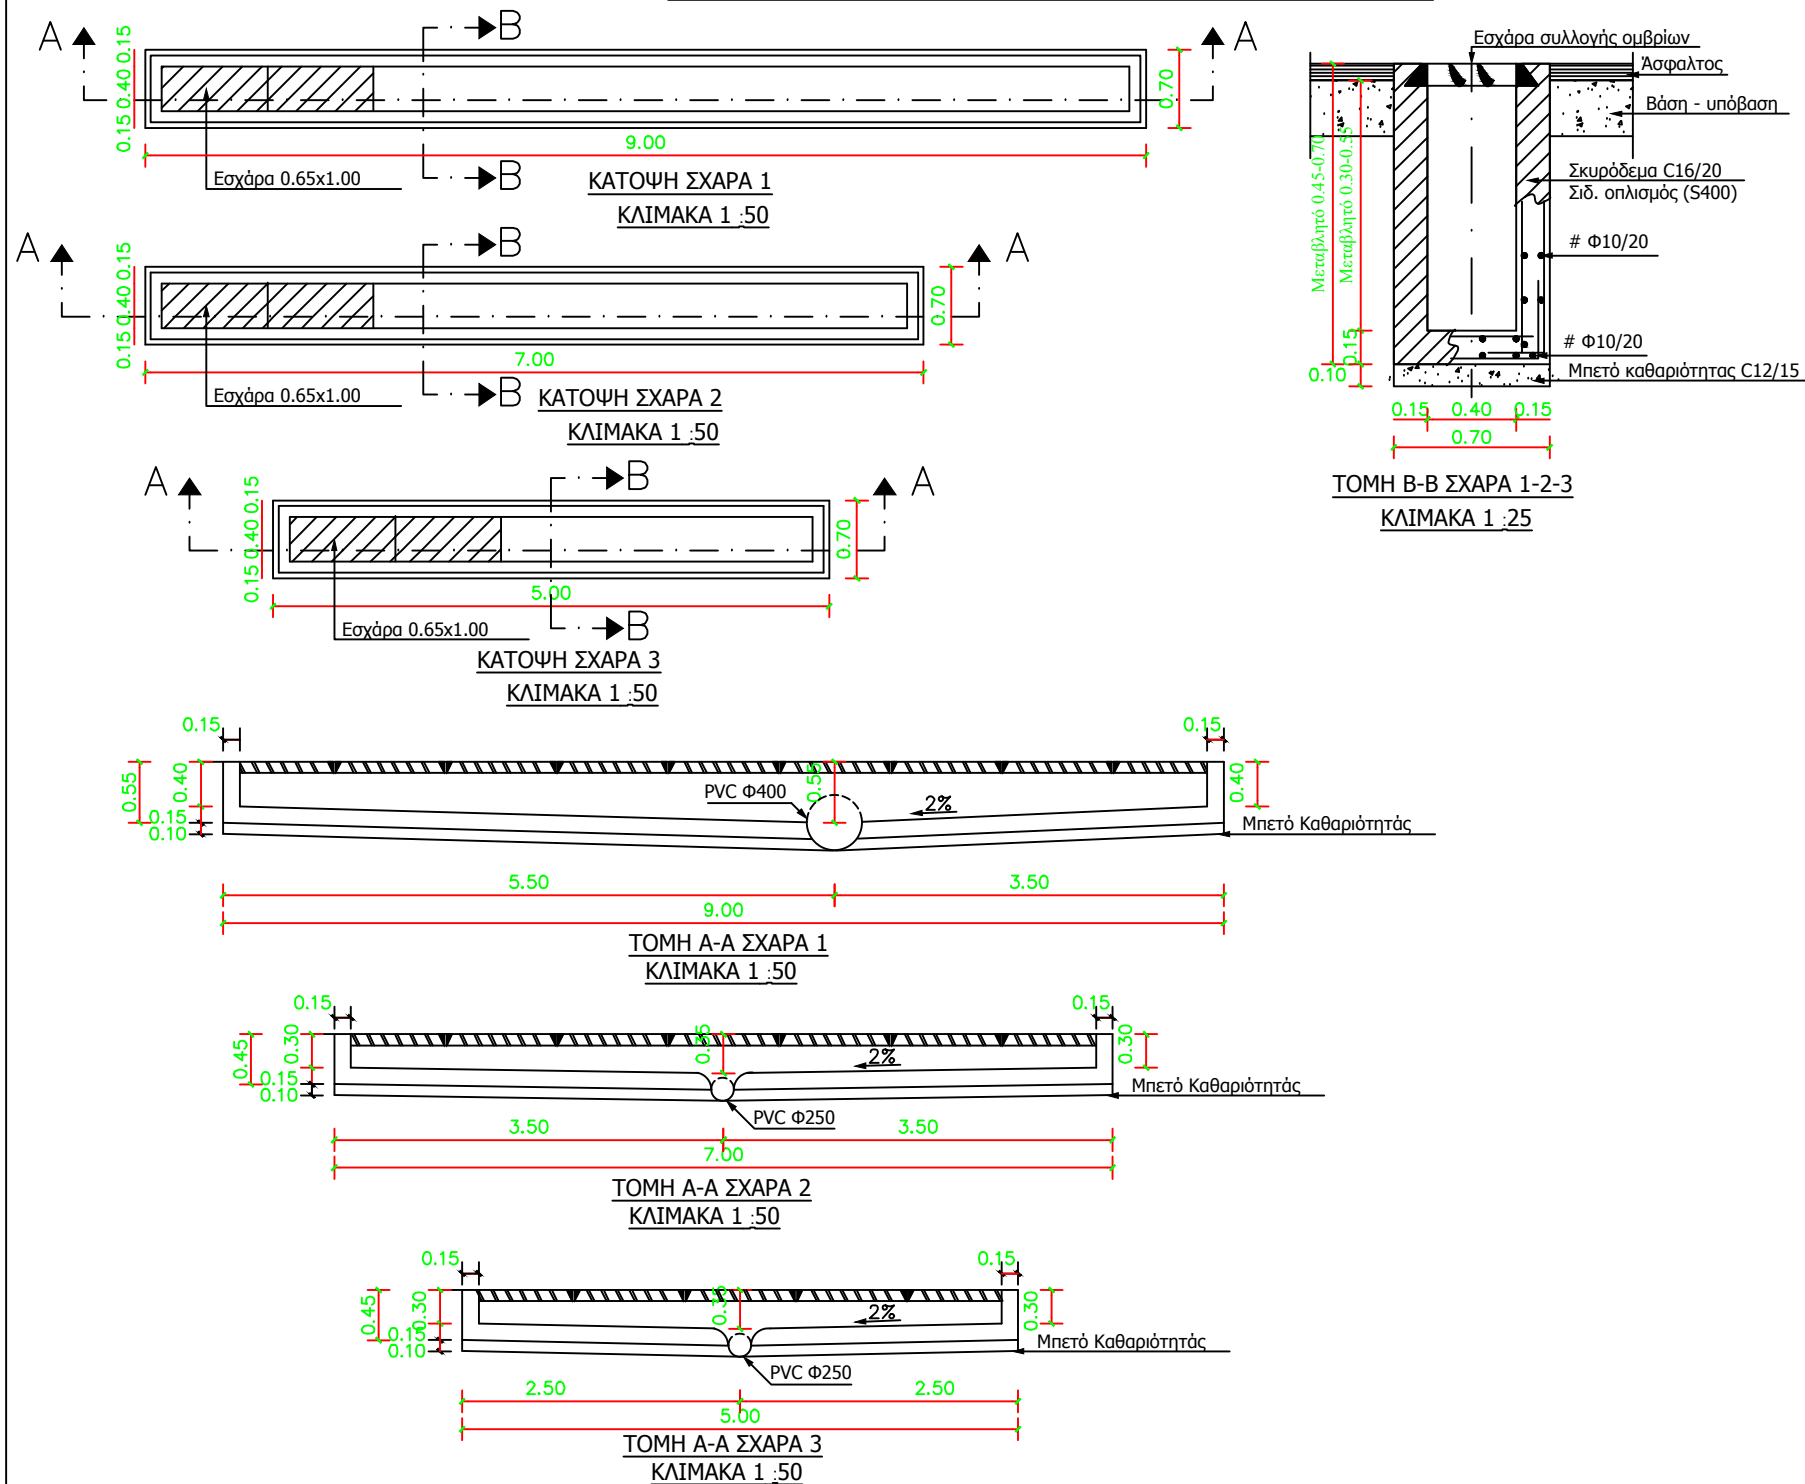 A
B
A
0.15 0.40 0.15
0.70
9.00
Εσχάρα 0.65x1.00
B
ΚΑΤΟΨΗ ΣΧΑΡΑ 1
ΚΛΙΜΑΚΑ 1 :50
A
B
A
0.15 0.40 0.15
0.70
7.00
Εσχάρα 0.65x1.00
B
ΚΑΤΟΨΗ ΣΧΑΡΑ 2
ΚΛΙΜΑΚΑ 1 :50
A
B
A
0.15 0.40 0.15
0.70
5.00
Εσχάρα 0.65x1.00
B
ΚΑΤΟΨΗ ΣΧΑΡΑ 3
ΚΛΙΜΑΚΑ 1 :50
Εσχάρα συλλογής ομβρίων
Άσφαλτος
Βάση - υπόβαση
Σκυρόδεμα C16/20
Σιδ. οπλισμός (S400)
# Φ10/20
# Φ10/20
Μπετό καθαριότητας C12/15
Μεταβλητό 0.45-0.70
Μεταβλητό 0.30-0.55
0.15
0.10
0.15 0.40 0.15
0.70
ΤΟΜΗ Β-Β ΣΧΑΡΑ 1-2-3
ΚΛΙΜΑΚΑ 1 :25
0.15
0.15
0.55
0.40
0.15
0.10
PVC Φ400
0.55
2%
0.40
Μπετό Καθαριότητάς
5.50
3.50
9.00
ΤΟΜΗ Α-Α ΣΧΑΡΑ 1
ΚΛΙΜΑΚΑ 1 :50
0.15
0.15
0.45
0.30
0.15
0.10
0.35
2%
0.30
Μπετό Καθαριότητάς
PVC Φ250
3.50
3.50
7.00
ΤΟΜΗ Α-Α ΣΧΑΡΑ 2
ΚΛΙΜΑΚΑ 1 :50
0.15
0.15
0.45
0.30
0.15
0.10
0.35
2%
0.30
Μπετό Καθαριότητάς
PVC Φ250
2.50
2.50
5.00
ΤΟΜΗ Α-Α ΣΧΑΡΑ 3
ΚΛΙΜΑΚΑ 1 :50